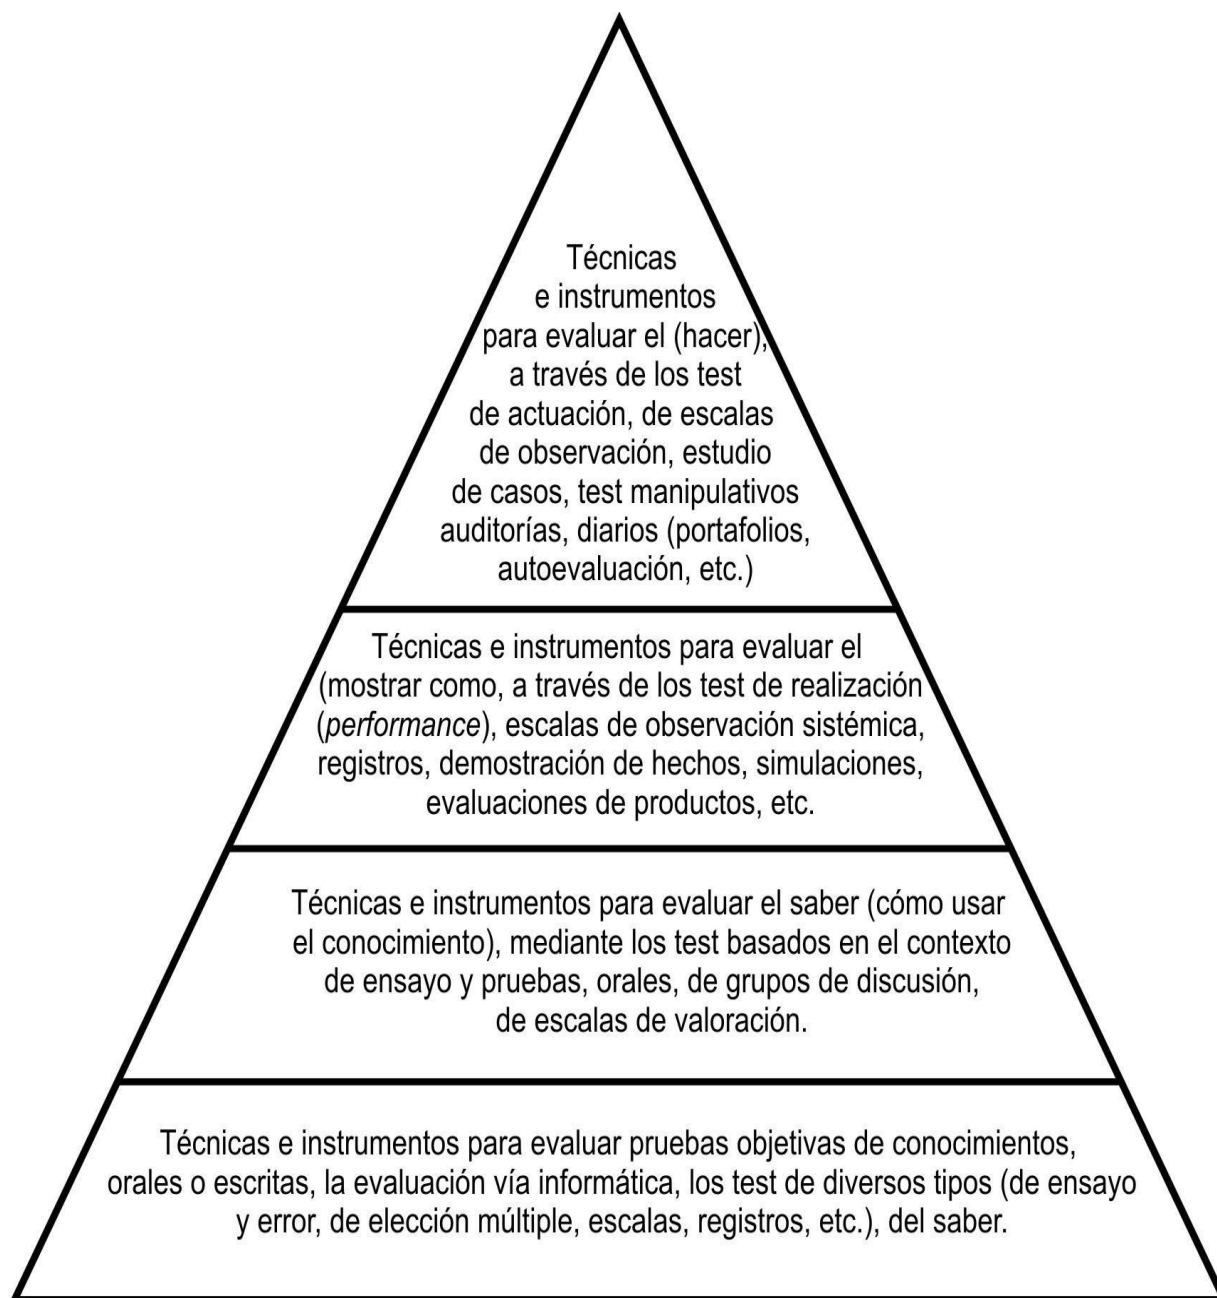 Técnicas
e instrumentos
para evaluar el (hacer),
a través de los test
de actuación, de escalas
de observación, estudio
de casos, test manipulativos
auditorías, diarios (portafolios,
autoevaluación, etc.)
Técnicas e instrumentos para evaluar el
(mostrar como, a través de los test de realización
(performance), escalas de observación sistémica,
registros, demostración de hechos, simulaciones,
evaluaciones de productos, etc.
Técnicas e instrumentos para evaluar el saber (cómo usar
el conocimiento), mediante los test basados en el contexto
de ensayo y pruebas, orales, de grupos de discusión,
de escalas de valoración.
Técnicas e instrumentos para evaluar pruebas objetivas de conocimientos,
orales o escritas, la evaluación vía informática, los test de diversos tipos (de ensayo
y error, de elección múltiple, escalas, registros, etc.), del saber.